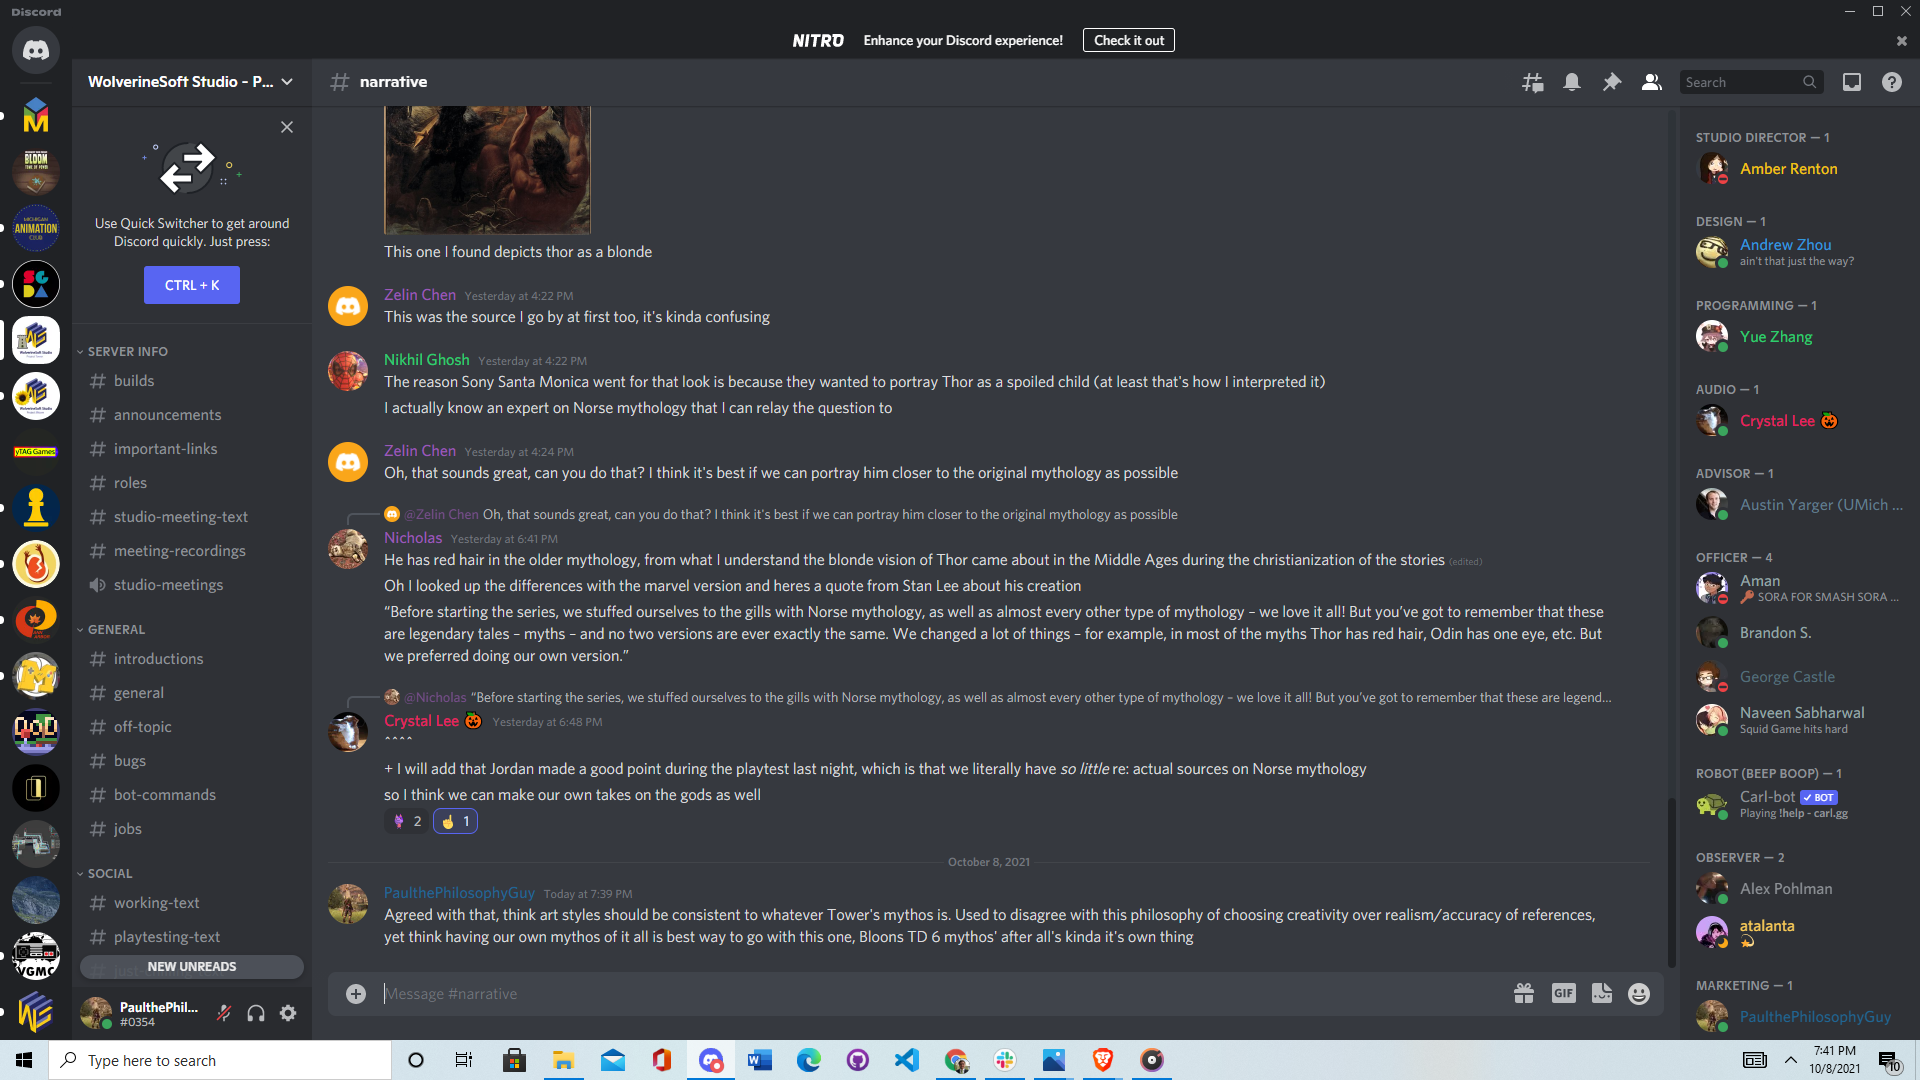 Discord
NITRO Enhance your Discord experience! Check it out
WolverineSoft Studio - P...
narrative
Search
Use Quick Switcher to get around
Discord quickly. Just press:
CTRL + K
SERVER INFO
builds
announcements
important-links
roles
studio-meeting-text
meeting-recordings
studio-meetings
GENERAL
introductions
general
off-topic
bugs
bot-commands
jobs
SOCIAL
working-text
playtesting-text
NEW UNREADS
PaulthePhil...
#0354
BLOOM
MICHIGAN
ANIMATION
CLUB
SG
DA
WolverineSoft Studio
WolverineSoft Studio
yTAG Games
VGMC
This one I found depicts thor as a blonde
Zelin Chen Yesterday at 4:22 PM
This was the source I go by at first too, it's kinda confusing
Nikhil Ghosh Yesterday at 4:22 PM
The reason Sony Santa Monica went for that look is because they wanted to portray Thor as a spoiled child (at least that's how I interpreted it)
I actually know an expert on Norse mythology that I can relay the question to
Zelin Chen Yesterday at 4:24 PM
Oh, that sounds great, can you do that? I think it's best if we can portray him closer to the original mythology as possible
@Zelin Chen Oh, that sounds great, can you do that? I think it's best if we can portray him closer to the original mythology as possible
Nicholas Yesterday at 6:41 PM
He has red hair in the older mythology, from what I understand the blonde vision of Thor came about in the Middle Ages during the christianization of the stories (edited)
Oh I looked up the differences with the marvel version and heres a quote from Stan Lee about his creation
“Before starting the series, we stuffed ourselves to the gills with Norse mythology, as well as almost every other type of mythology – we love it all! But you’ve got to remember that these
are legendary tales – myths – and no two versions are ever exactly the same. We changed a lot of things – for example, in most of the myths Thor has red hair, Odin has one eye, etc. But
we preferred doing our own version.”
@Nicholas “Before starting the series, we stuffed ourselves to the gills with Norse mythology, as well as almost every other type of mythology – we love it all! But you’ve got to remember that these are legend...
Crystal Lee 🎃 Yesterday at 6:48 PM
^^^^
+ I will add that Jordan made a good point during the playtest last night, which is that we literally have so little re: actual sources on Norse mythology
so I think we can make our own takes on the gods as well
2 ☝ 1
October 8, 2021
PaulthePhilosophyGuy Today at 7:39 PM
Agreed with that, think art styles should be consistent to whatever Tower's mythos is. Used to disagree with this philosophy of choosing creativity over realism/accuracy of references,
yet think having our own mythos of it all is best way to go with this one, Bloons TD 6 mythos' after all's kinda it's own thing
Message #narrative
GIF
STUDIO DIRECTOR — 1
Amber Renton
DESIGN — 1
Andrew Zhou
ain't that just the way?
PROGRAMMING — 1
Yue Zhang
AUDIO — 1
Crystal Lee 🎃
ADVISOR — 1
Austin Yarger (UMich ...
OFFICER — 4
Aman
SORA FOR SMASH SORA ...
Brandon S.
George Castle
Naveen Sabharwal
Squid Game hits hard
ROBOT (BEEP BOOP) — 1
Carl-bot ✓ BOT
Playing !help - carl.gg
OBSERVER — 2
Alex Pohlman
atalanta
MARKETING — 1
PaulthePhilosophyGuy
Type here to search
7:41 PM
10/8/2021
10